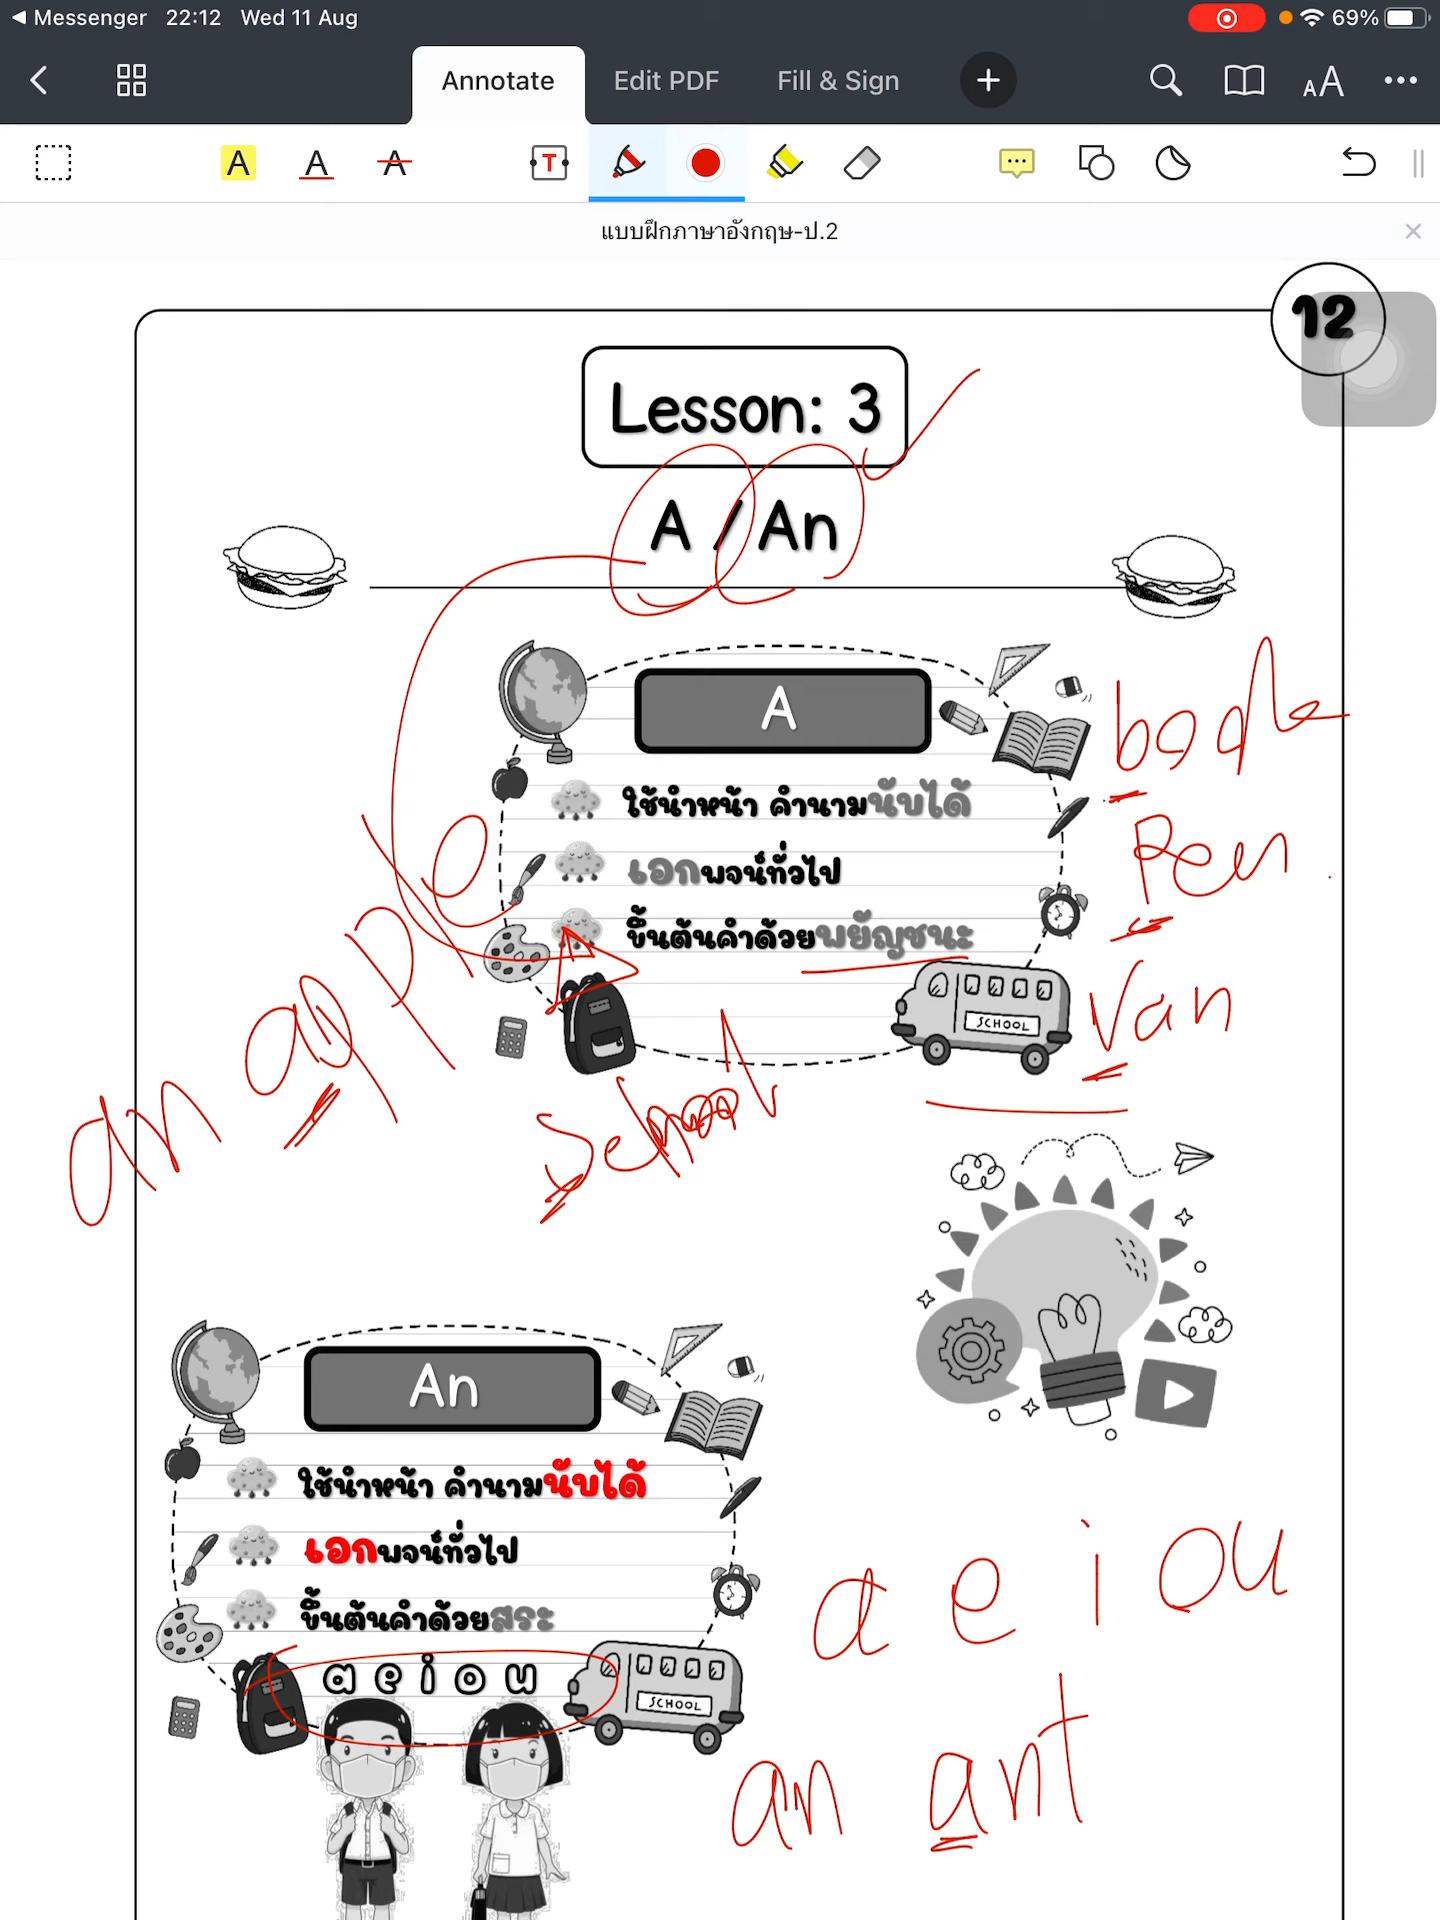 Messenger 22:12 Wed 11 Aug 69%
Annotate Edit PDF Fill & Sign
AA
A A A T
แบบฝึกภาษาอังกฤษ-ป.2
12
Lesson: 3
A / An
A
ใช้นำหน้า คำนามนับได้
เอกพจน์ทั่วไป
ขึ้นต้นคำด้วยพยัญชนะ
SCHOOL
book
Pen
Van
School
an apple
An
ใช้นำหน้า คำนามนับได้
เอกพจน์ทั่วไป
ขึ้นต้นคำด้วยสระ
a e i o u
SCHOOL
a e i o u
an ant